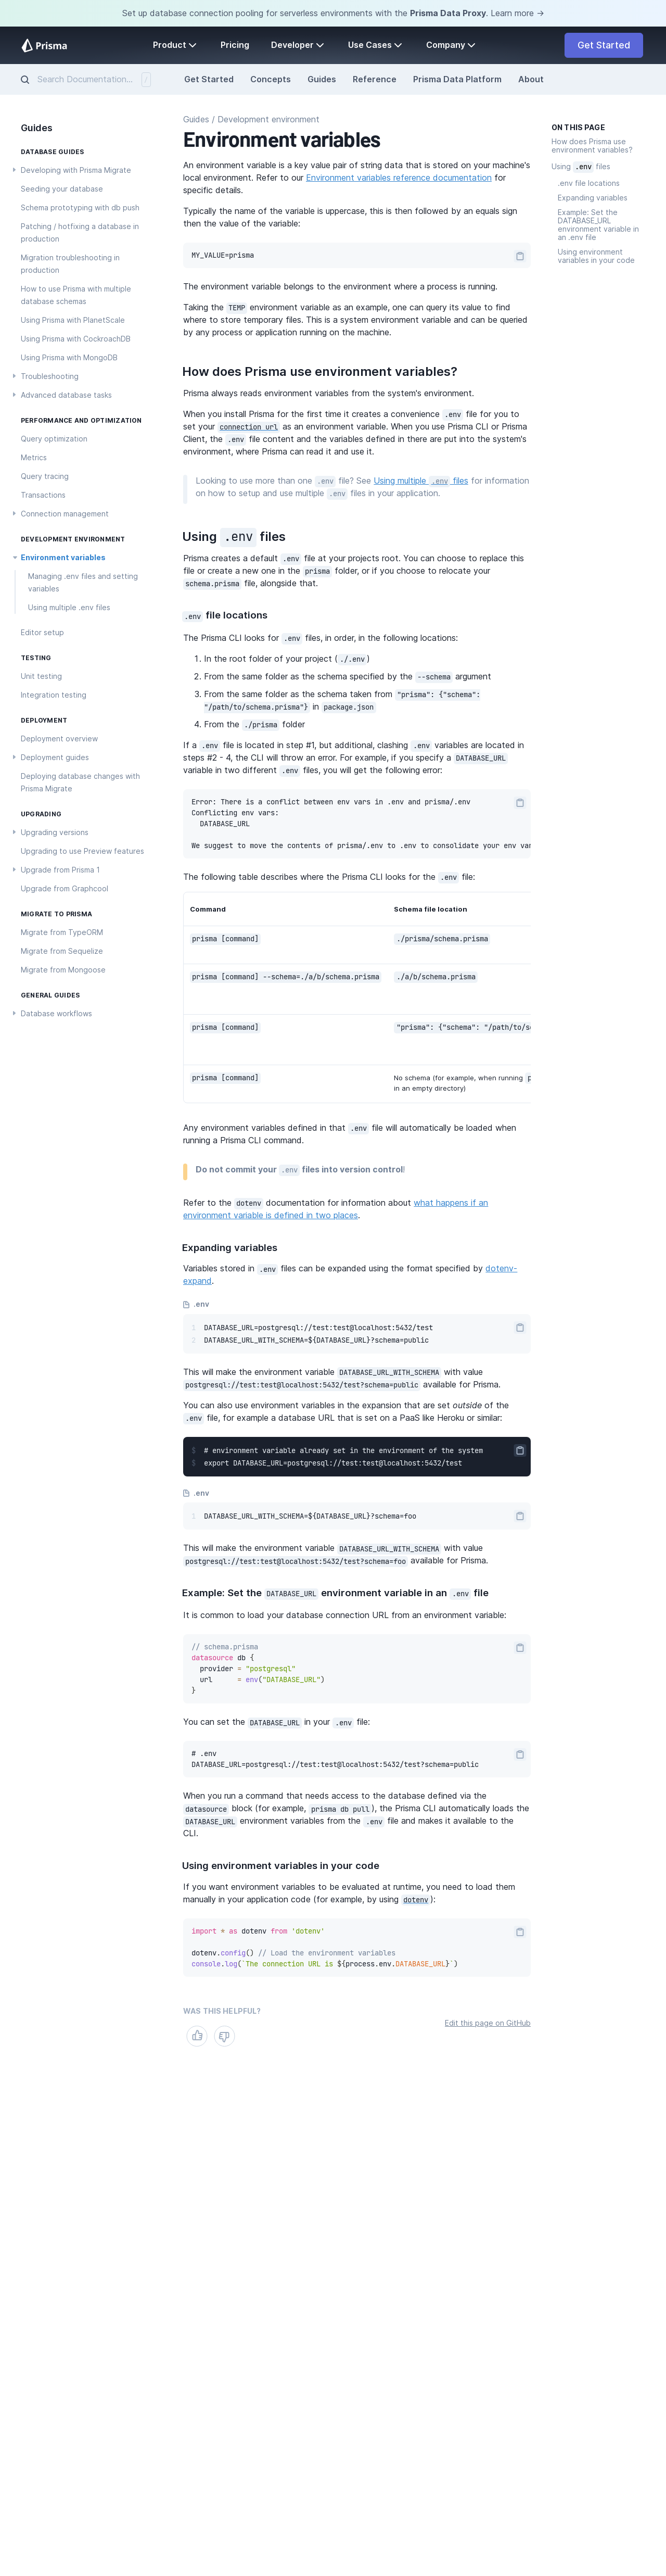 Set up database connection pooling for serverless environments with the Prisma Data Proxy. Learn more →
Prisma
Product
Pricing
Developer
Use Cases
Company
Get Started
Search Documentation...
/
Get Started
Concepts
Guides
Reference
Prisma Data Platform
About
Guides
DATABASE GUIDES
Developing with Prisma Migrate
Seeding your database
Schema prototyping with db push
Patching / hotfixing a database in
production
Migration troubleshooting in
production
How to use Prisma with multiple
database schemas
Using Prisma with PlanetScale
Using Prisma with CockroachDB
Using Prisma with MongoDB
Troubleshooting
Advanced database tasks
PERFORMANCE AND OPTIMIZATION
Query optimization
Metrics
Query tracing
Transactions
Connection management
DEVELOPMENT ENVIRONMENT
Environment variables
Managing .env files and setting
variables
Using multiple .env files
Editor setup
TESTING
Unit testing
Integration testing
DEPLOYMENT
Deployment overview
Deployment guides
Deploying database changes with
Prisma Migrate
UPGRADING
Upgrading versions
Upgrading to use Preview features
Upgrade from Prisma 1
Upgrade from Graphcool
MIGRATE TO PRISMA
Migrate from TypeORM
Migrate from Sequelize
Migrate from Mongoose
GENERAL GUIDES
Database workflows
Guides / Development environment
Environment variables
An environment variable is a key value pair of string data that is stored on your machine's
local environment. Refer to our Environment variables reference documentation for
specific details.
Typically the name of the variable is uppercase, this is then followed by an equals sign
then the value of the variable:
MY_VALUE=prisma
The environment variable belongs to the environment where a process is running.
Taking the TEMP environment variable as an example, one can query its value to find
where to store temporary files. This is a system environment variable and can be queried
by any process or application running on the machine.
How does Prisma use environment variables?
Prisma always reads environment variables from the system's environment.
When you install Prisma for the first time it creates a convenience .env file for you to
set your connection url as an environment variable. When you use Prisma CLI or Prisma
Client, the .env file content and the variables defined in there are put into the system's
environment, where Prisma can read it and use it.
Looking to use more than one .env file? See Using multiple .env files for information
on how to setup and use multiple .env files in your application.
Using .env files
Prisma creates a default .env file at your projects root. You can choose to replace this
file or create a new one in the prisma folder, or if you choose to relocate your
schema.prisma file, alongside that.
.env file locations
The Prisma CLI looks for .env files, in order, in the following locations:
1. In the root folder of your project (./.env)
2. From the same folder as the schema specified by the --schema argument
3. From the same folder as the schema taken from "prisma": {"schema":
"/path/to/schema.prisma"} in package.json
4. From the ./prisma folder
If a .env file is located in step #1, but additional, clashing .env variables are located in
steps #2 - 4, the CLI will throw an error. For example, if you specify a DATABASE_URL
variable in two different .env files, you will get the following error:
Error: There is a conflict between env vars in .env and prisma/.env
Conflicting env vars:
DATABASE_URL
We suggest to move the contents of prisma/.env to .env to consolidate your env var
The following table describes where the Prisma CLI looks for the .env file:
Command
Schema file location
prisma [command]
./prisma/schema.prisma
prisma [command] --schema=./a/b/schema.prisma
./a/b/schema.prisma
prisma [command]
"prisma": {"schema": "/path/to/sc
prisma [command]
No schema (for example, when running p
in an empty directory)
Any environment variables defined in that .env file will automatically be loaded when
running a Prisma CLI command.
Do not commit your .env files into version control!
Refer to the dotenv documentation for information about what happens if an
environment variable is defined in two places.
Expanding variables
Variables stored in .env files can be expanded using the format specified by dotenv-
expand.
.env
1 DATABASE_URL=postgresql://test:test@localhost:5432/test
2 DATABASE_URL_WITH_SCHEMA=${DATABASE_URL}?schema=public
This will make the environment variable DATABASE_URL_WITH_SCHEMA with value
postgresql://test:test@localhost:5432/test?schema=public available for Prisma.
You can also use environment variables in the expansion that are set outside of the
.env file, for example a database URL that is set on a PaaS like Heroku or similar:
$ # environment variable already set in the environment of the system
$ export DATABASE_URL=postgresql://test:test@localhost:5432/test
.env
1 DATABASE_URL_WITH_SCHEMA=${DATABASE_URL}?schema=foo
This will make the environment variable DATABASE_URL_WITH_SCHEMA with value
postgresql://test:test@localhost:5432/test?schema=foo available for Prisma.
Example: Set the DATABASE_URL environment variable in an .env file
It is common to load your database connection URL from an environment variable:
// schema.prisma
datasource db {
provider = "postgresql"
url = env("DATABASE_URL")
}
You can set the DATABASE_URL in your .env file:
# .env
DATABASE_URL=postgresql://test:test@localhost:5432/test?schema=public
When you run a command that needs access to the database defined via the
datasource block (for example, prisma db pull), the Prisma CLI automatically loads the
DATABASE_URL environment variables from the .env file and makes it available to the
CLI.
Using environment variables in your code
If you want environment variables to be evaluated at runtime, you need to load them
manually in your application code (for example, by using dotenv):
import * as dotenv from 'dotenv'
dotenv.config() // Load the environment variables
console.log(`The connection URL is ${process.env.DATABASE_URL}`)
WAS THIS HELPFUL?
Edit this page on GitHub
ON THIS PAGE
How does Prisma use
environment variables?
Using .env files
.env file locations
Expanding variables
Example: Set the
DATABASE_URL
environment variable in
an .env file
Using environment
variables in your code